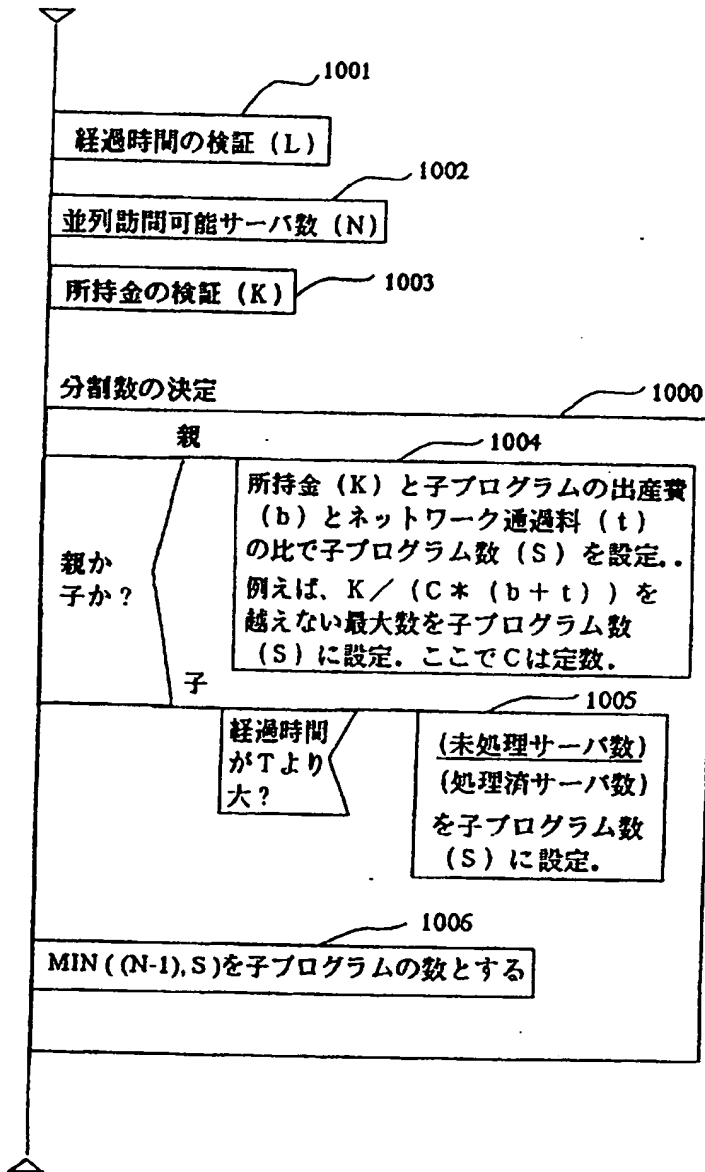 1001
経過時間の検証 (L)
1002
並列訪問可能サーバ数 (N)
所持金の検証 (K)
1003
分割数の決定
1000
親
1004
所持金 (K) と子プログラムの出産費
(b) とネットワーク通過料 (t)
の比で子プログラム数 (S) を設定..
例えば、K／(C＊(b＋t)) を
越えない最大数を子プログラム数
(S) に設定. ここでCは定数.
親か
子か？
子
1005
経過時間
がTより
大？
(未処理サーバ数)
(処理済サーバ数)
を子プログラム数
(S) に設定.
1006
MIN ( (N-1), S)を子プログラムの数とする